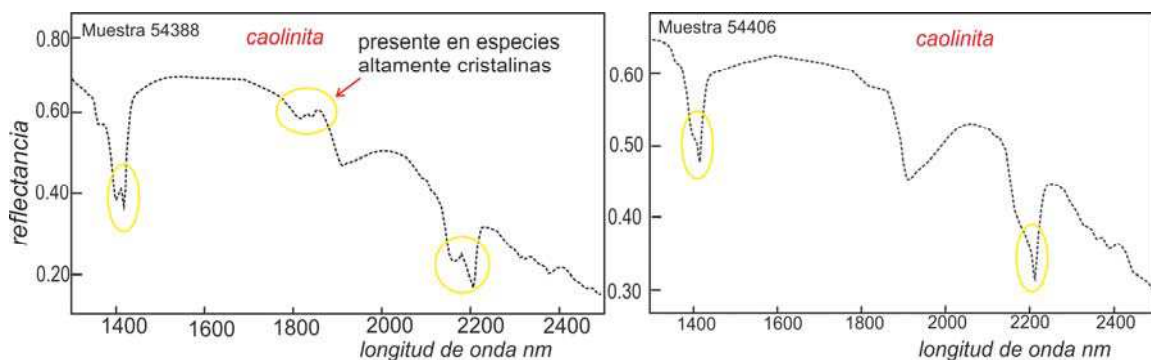 Muestra 54388
caolinita
presente en especies
altamente cristalinas
reflectancia
0.80
0.60
0.40
0.20
1400
1600
1800
2000
2200
2400
longitud de onda nm
Muestra 54406
caolinita
0.60
0.50
0.40
0.30
1400
1600
1800
2000
2200
2400
longitud de onda nm